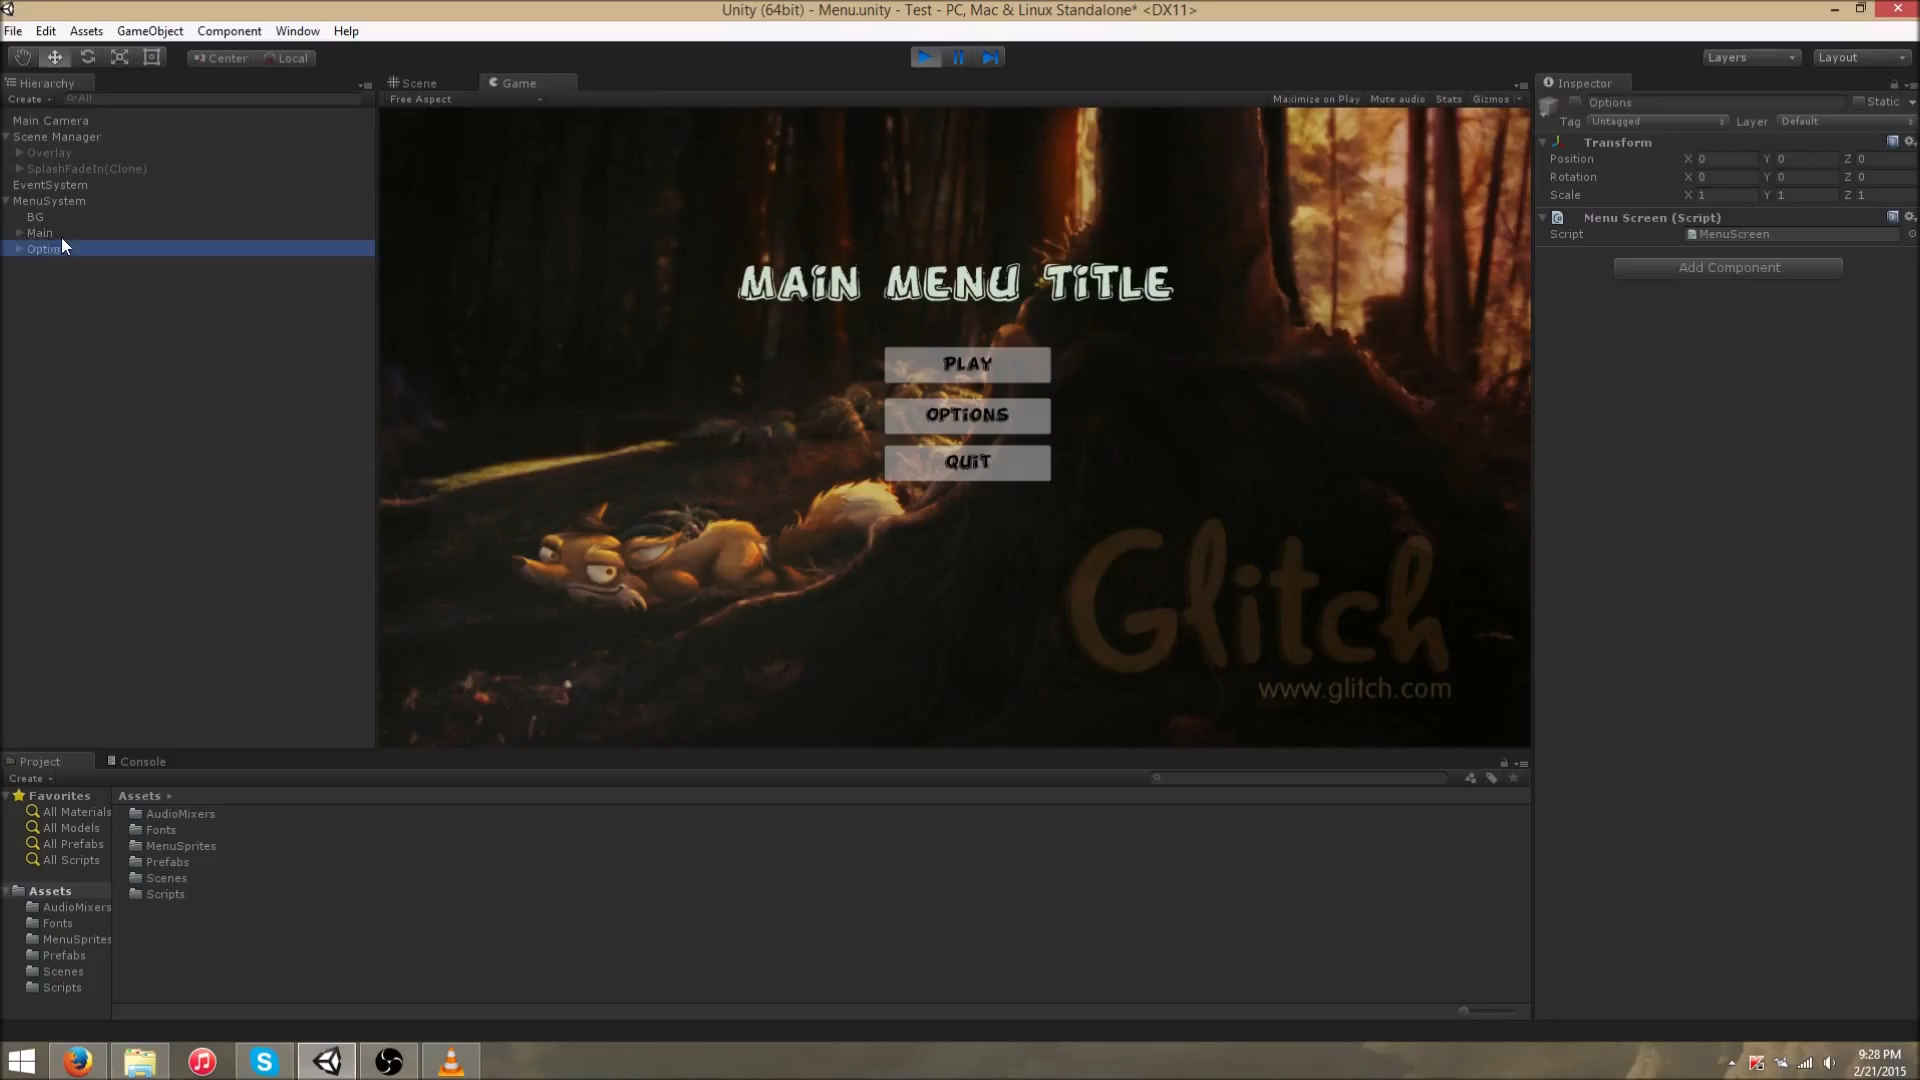 Unity (64bit) - Menu.unity - Test - PC, Mac & Linux Standalone* <DX11>
File Edit Assets GameObject Component Window Help
Center Local Layers Layout
Hierarchy Scene Game Inspector
Create All Free Aspect Maximize on Play Mute audio Stats Gizmos Options Static
Main Camera Tag Untagged Layer Default
Scene Manager Transform
Overlay Position X 0 Y 0 Z 0
SplashFadeIn(Clone) Rotation X 0 Y 0 Z 0
EventSystem Scale X 1 Y 1 Z 1
MenuSystem
BG Menu Screen (Script)
Main Script MenuScreen
Add Component
MAIN MENU TITLE
PLAY
OPTIONS
QUIT
Glitch
www.glitch.com
Project Console
Create
Favorites Assets
All Materials AudioMixers
All Models Fonts
All Prefabs MenuSprites
All Scripts Prefabs
Scenes
Assets Scripts
AudioMixers
Fonts
MenuSprites
Prefabs
Scenes
Scripts
9:28 PM
2/21/2015